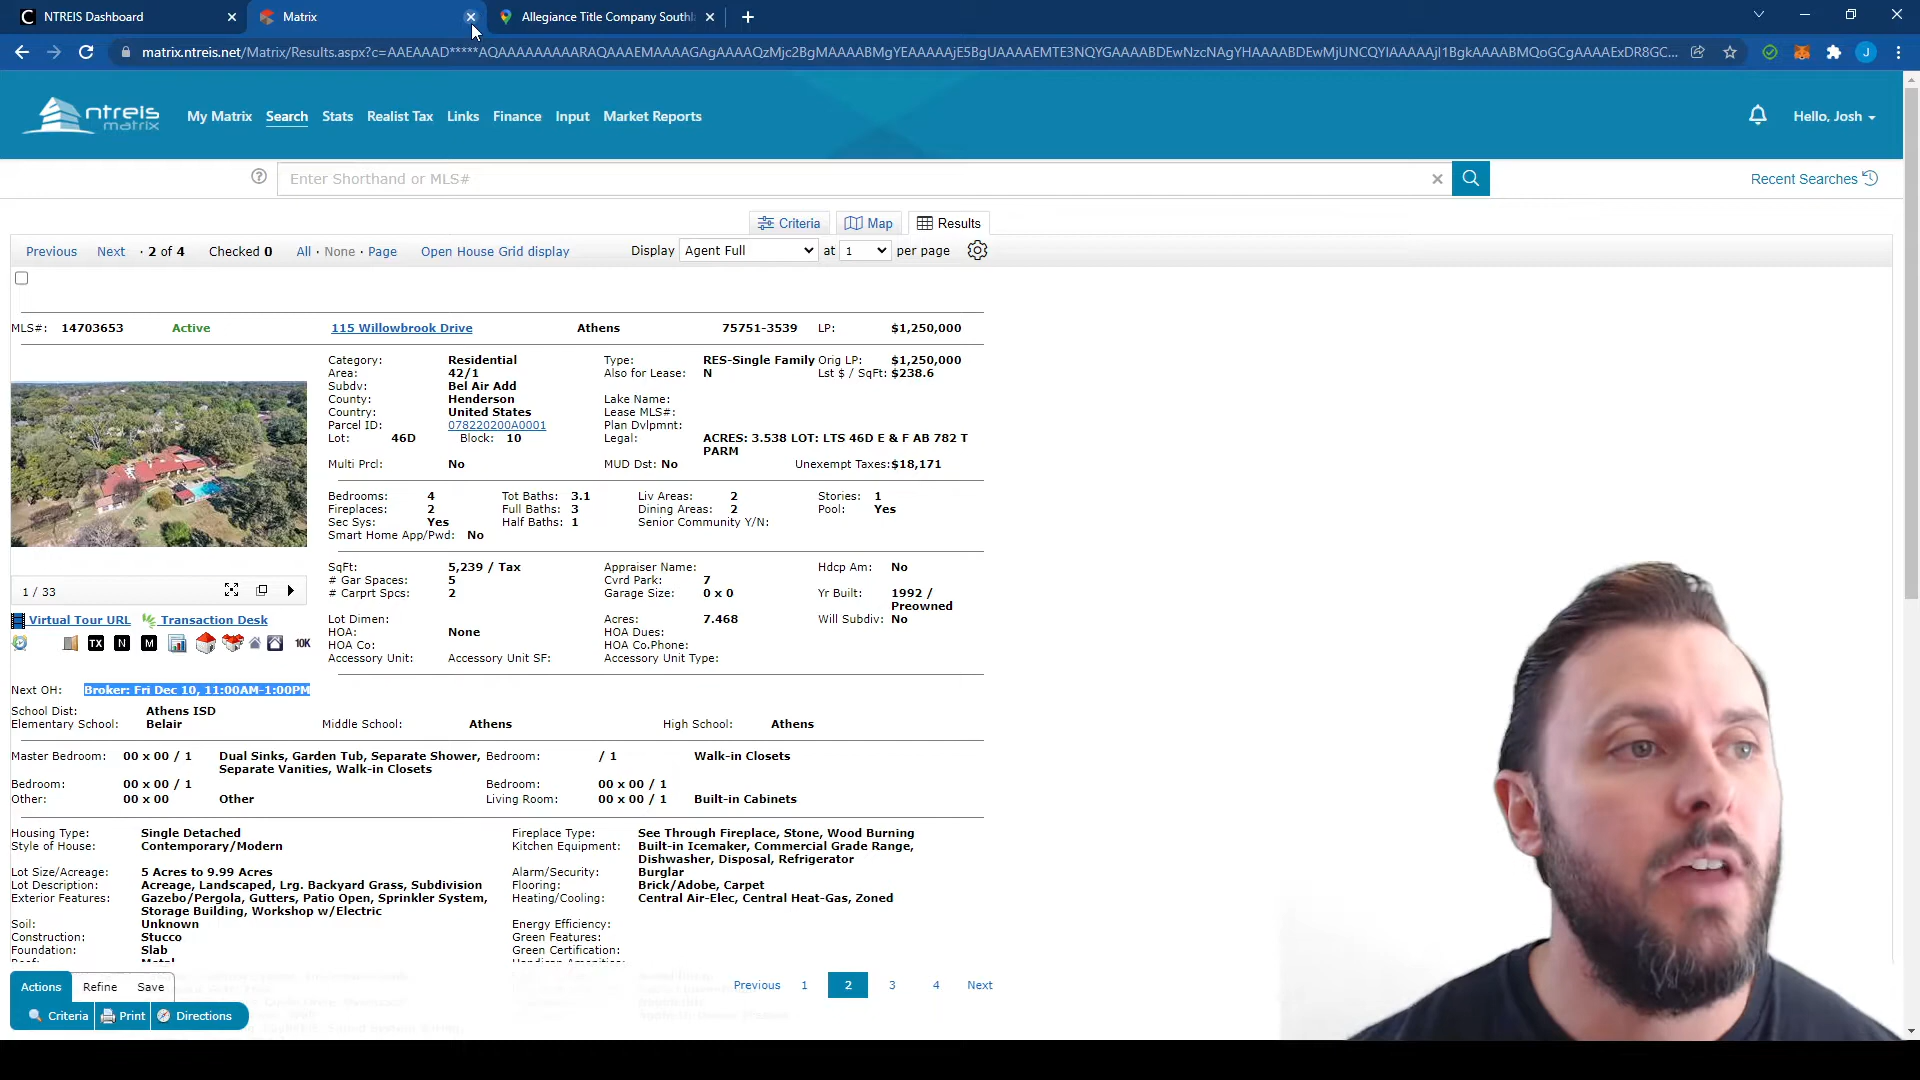 NTREIS Dashboard
Matrix
Allegiance Title Company Southl
matrix.ntreis.net/Matrix/Results.aspx?c=AAEAAAD*****AQAAAAAAAAARAQAAAEMAAAAGAgAAAAQzMjc2BgMAAAABMgYEAAAAAjE5BgUAAAAEMTE3NQYGAAAABDEwNzcNAgYHAAAABDEwMjUNCQYIAAAAAjI1BgkAAAABMQoGCgAAAAExDR8GC...
J
ntreis
matrix
My Matrix Search Stats Realist Tax Links Finance Input Market Reports
Hello, Josh
Enter Shorthand or MLS#
Recent Searches
Criteria Map Results
Previous Next · 2 of 4 Checked 0 All · None · Page Open House Grid display Display Agent Full at 1 per page
MLS#: 14703653 Active 115 Willowbrook Drive Athens 75751-3539 LP: $1,250,000
Category: Residential Type: RES-Single Family Orig LP: $1,250,000
Area: 42/1 Also for Lease: N Lst $ / SqFt: $238.6
Subdv: Bel Air Add
County: Henderson Lake Name:
Country: United States Lease MLS#:
Parcel ID: 078220200A0001 Plan Dvlpmnt:
Lot: 46D Block: 10 Legal: ACRES: 3.538 LOT: LTS 46D E & F AB 782 T
PARM
Multi Prcl: No MUD Dst: No Unexempt Taxes: $18,171
Bedrooms: 4 Tot Baths: 3.1 Liv Areas: 2 Stories: 1
Fireplaces: 2 Full Baths: 3 Dining Areas: 2 Pool: Yes
Sec Sys: Yes Half Baths: 1 Senior Community Y/N:
Smart Home App/Pwd: No
SqFt: 5,239 / Tax Appraiser Name: Hdcp Am: No
# Gar Spaces: 5 Cvrd Park: 7
# Carprt Spcs: 2 Garage Size: 0 x 0 Yr Built: 1992 /
Preowned
Lot Dimen: Acres: 7.468 Will Subdiv: No
HOA: None HOA Dues:
HOA Co: HOA Co.Phone:
Accessory Unit: Accessory Unit SF: Accessory Unit Type:
1 / 33
Virtual Tour URL Transaction Desk
TX N M 10K
Next OH: Broker: Fri Dec 10, 11:00AM-1:00PM
School Dist: Athens ISD
Elementary School: Belair Middle School: Athens High School: Athens
Master Bedroom: 00 x 00 / 1 Dual Sinks, Garden Tub, Separate Shower, Bedroom: / 1 Walk-in Closets
Separate Vanities, Walk-in Closets
Bedroom: 00 x 00 / 1 Bedroom: 00 x 00 / 1
Other: 00 x 00 Other Living Room: 00 x 00 / 1 Built-in Cabinets
Housing Type: Single Detached Fireplace Type: See Through Fireplace, Stone, Wood Burning
Style of House: Contemporary/Modern Kitchen Equipment: Built-in Icemaker, Commercial Grade Range,
Dishwasher, Disposal, Refrigerator
Lot Size/Acreage: 5 Acres to 9.99 Acres Alarm/Security: Burglar
Lot Description: Acreage, Landscaped, Lrg. Backyard Grass, Subdivision Flooring: Brick/Adobe, Carpet
Exterior Features: Gazebo/Pergola, Gutters, Patio Open, Sprinkler System, Heating/Cooling: Central Air-Elec, Central Heat-Gas, Zoned
Storage Building, Workshop w/Electric
Soil: Unknown Energy Efficiency:
Construction: Stucco Green Features:
Foundation: Slab Green Certification:
Actions Refine Save
Previous 1 2 3 4 Next
Criteria Print Directions